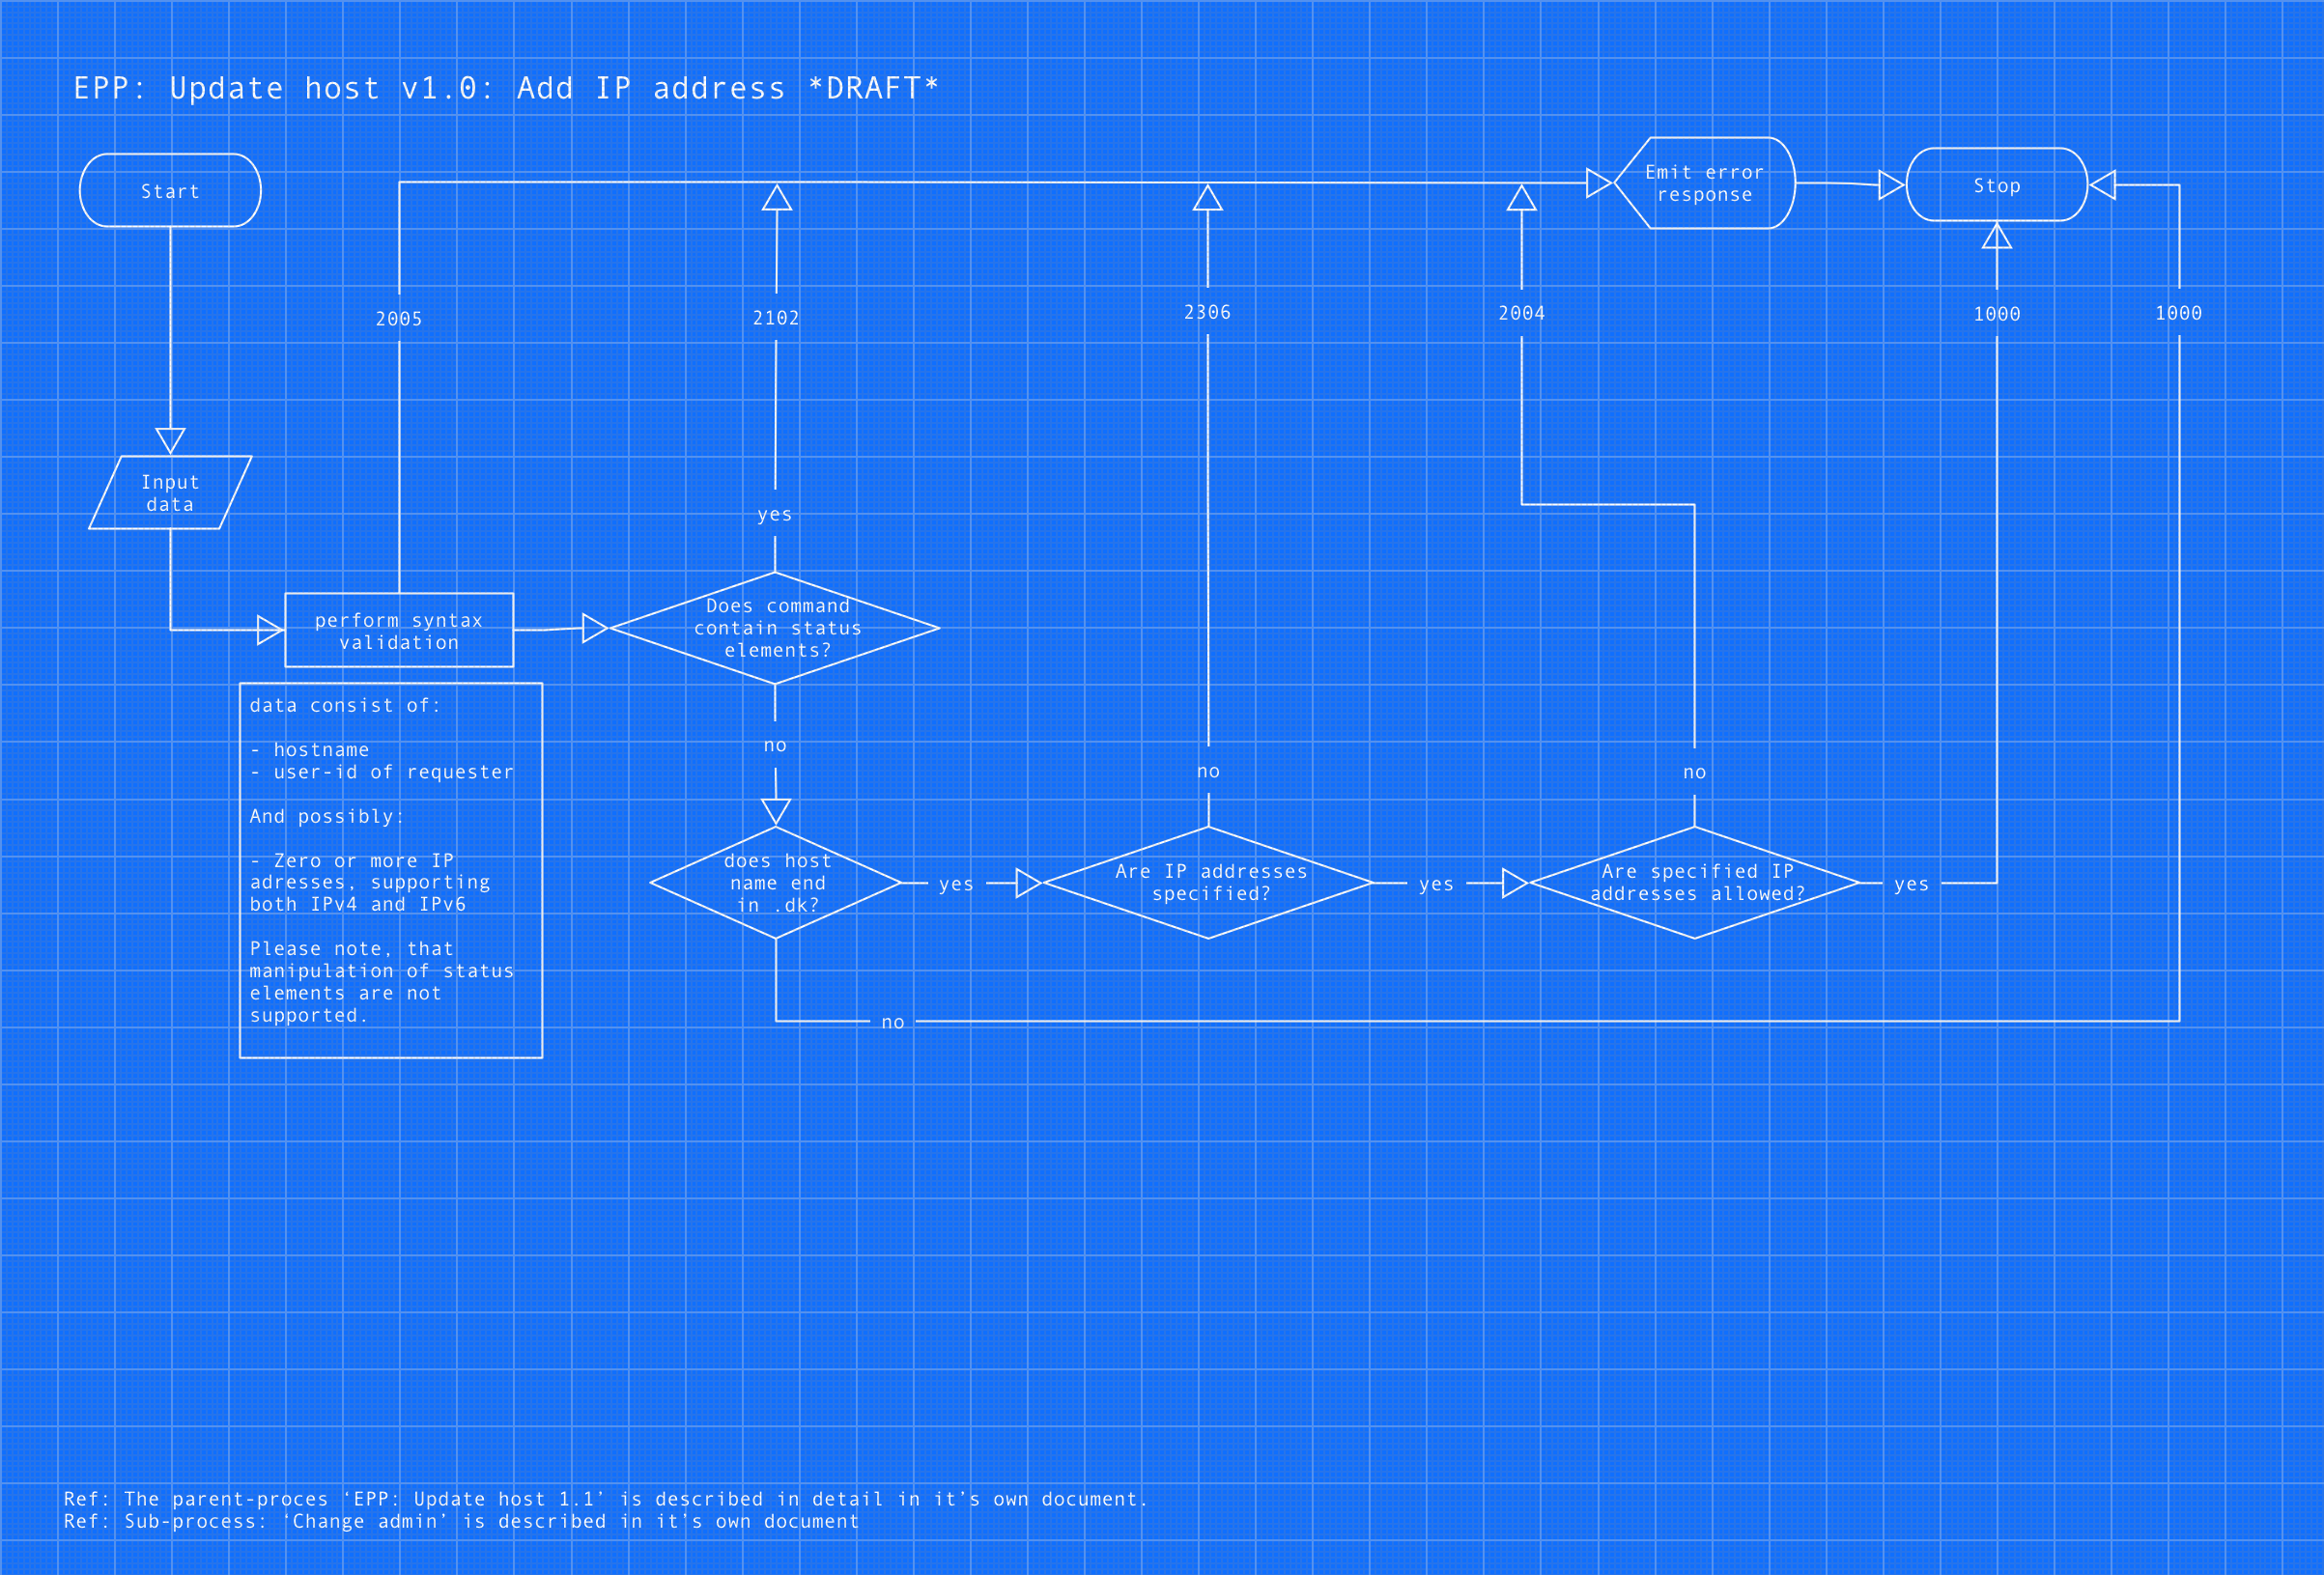 EPP: Update host v1.0: Add IP address *DRAFT*
Start
Emit error
response
Stop
2005
2102
2306
2004
1000
1000
Input
data
yes
perform syntax
validation
Does command
contain status
elements?
data consist of:
- hostname
- user-id of requester
And possibly:
- Zero or more IP
adresses, supporting
both IPv4 and IPv6
Please note, that
manipulation of status
elements are not
supported.
no
no
no
does host
name end
in .dk?
yes
Are IP addresses
specified?
yes
Are specified IP
addresses allowed?
yes
no
Ref: The parent-proces ‘EPP: Update host 1.1’ is described in detail in it’s own document.
Ref: Sub-process: ‘Change admin’ is described in it’s own document